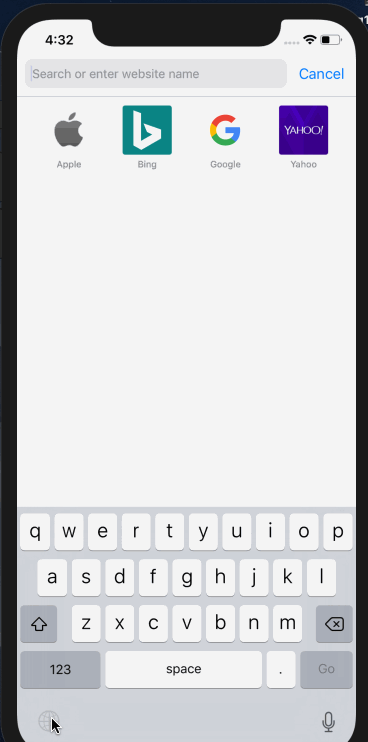 4:32
Search or enter website name Cancel
YAHOO!
Apple Bing Google Yahoo
q w e r t y u i o p
a s d f g h j k l
z x c v b n m
123 space . Go